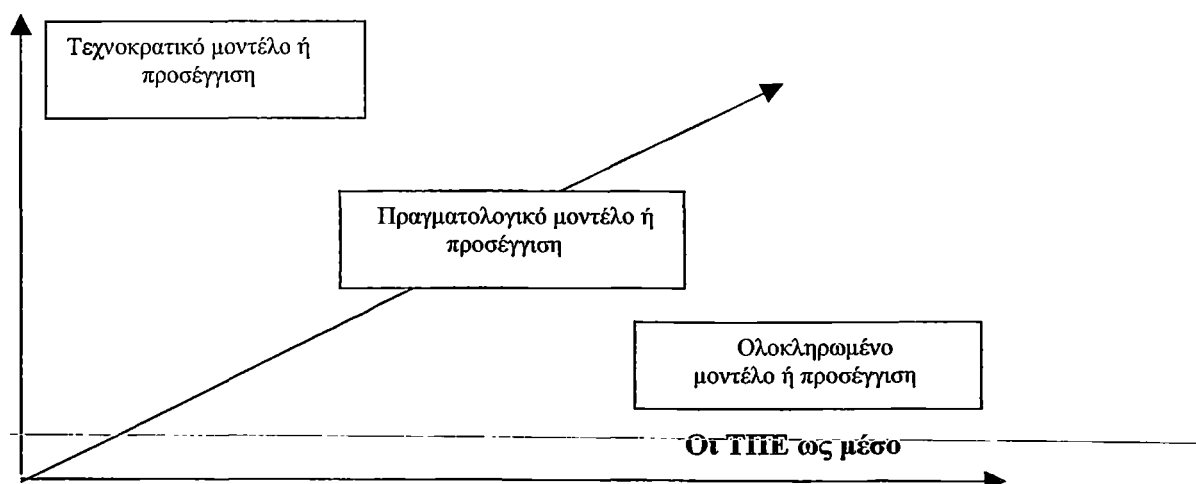 Τεχνοκρατικό μοντέλο ή
προσέγγιση
Πραγματολογικό μοντέλο ή
προσέγγιση
Ολοκληρωμένο
μοντέλο ή προσέγγιση
Οι ΤΠΕ ως μέσο